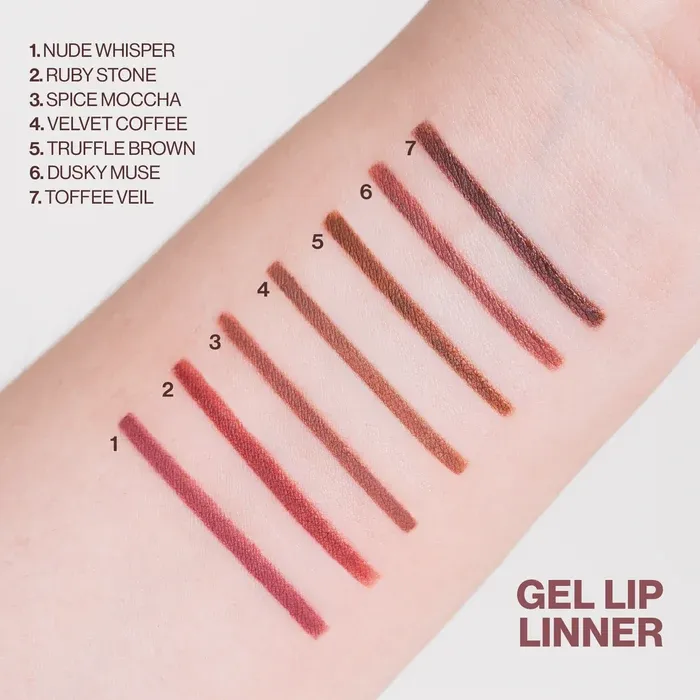 1. NUDE WHISPER
2. RUBY STONE
3. SPICE MOCCHA
4. VELVET COFFEE
5. TRUFFLE BROWN
6. DUSKY MUSE
7. TOFFEE VEIL
7
6
5
4
3
2
1
GEL LIP
LINNER